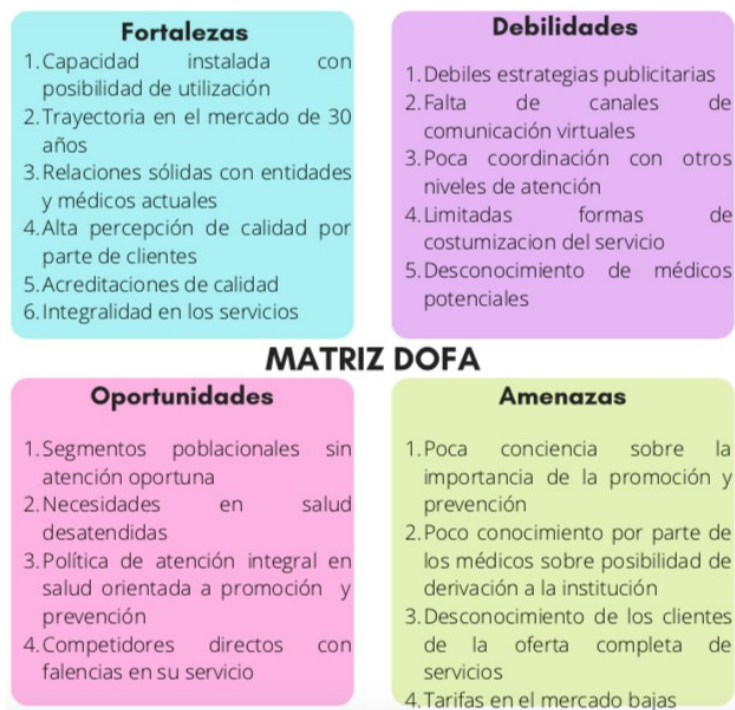 Fortalezas
1. Capacidad instalada con
posibilidad de utilización
2. Trayectoria en el mercado de 30
años
3. Relaciones sólidas con entidades
y médicos actuales
4. Alta percepción de calidad por
parte de clientes
5. Acreditaciones de calidad
6. Integralidad en los servicios
Debilidades
1. Debiles estrategias publicitarias
2. Falta de canales de
comunicación virtuales
3. Poca coordinación con otros
niveles de atención
4. Limitadas formas de
costumizacion del servicio
5. Desconocimiento de médicos
potenciales
MATRIZ DOFA
Oportunidades
1. Segmentos poblacionales sin
atención oportuna
2. Necesidades en salud
desatendidas
3. Política de atención integral en
salud orientada a promoción y
prevención
4. Competidores directos con
falencias en su servicio
Amenazas
1. Poca conciencia sobre la
importancia de la promoción y
prevención
2. Poco conocimiento por parte de
los médicos sobre posibilidad de
derivación a la institución
3. Desconocimiento de los clientes
de la oferta completa de
servicios
4. Tarifas en el mercado bajas